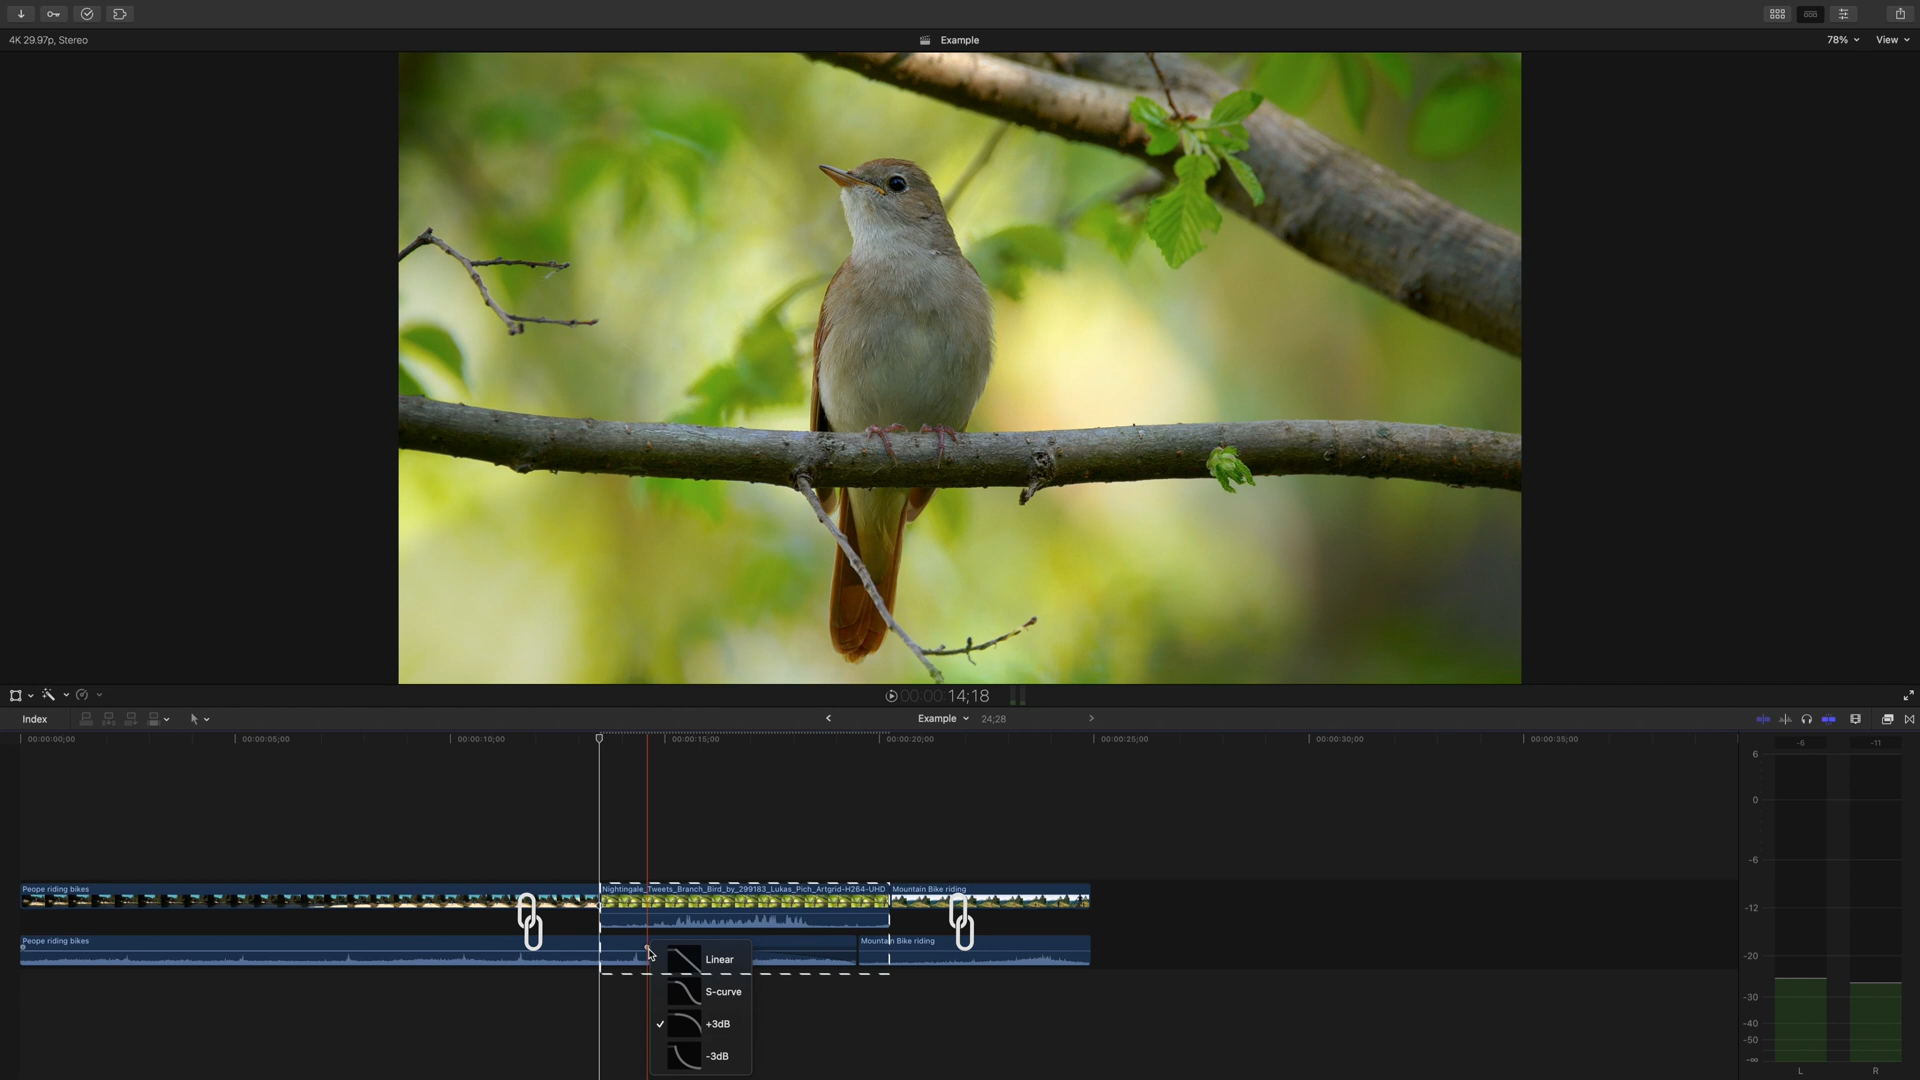 4K 29.97p, Stereo
Example
78%
View
00:00:00:14;18
Index
Example
24;28
00:00:00;00
00:00:05;00
00:00:10;00
00:00:15;00
00:00:20;00
00:00:25;00
00:00:30;00
00:00:35;00
-6
-11
6
0
-6
-12
-20
-30
-40
-50
-∞
L
R
Peope riding bikes
Nightingale_Tweets_Branch_Bird_by_299183_Lukas_Pich_Artgrid-H264-UHD
Mountain Bike riding
Peope riding bikes
Mountain Bike riding
Linear
S-curve
+3dB
-3dB